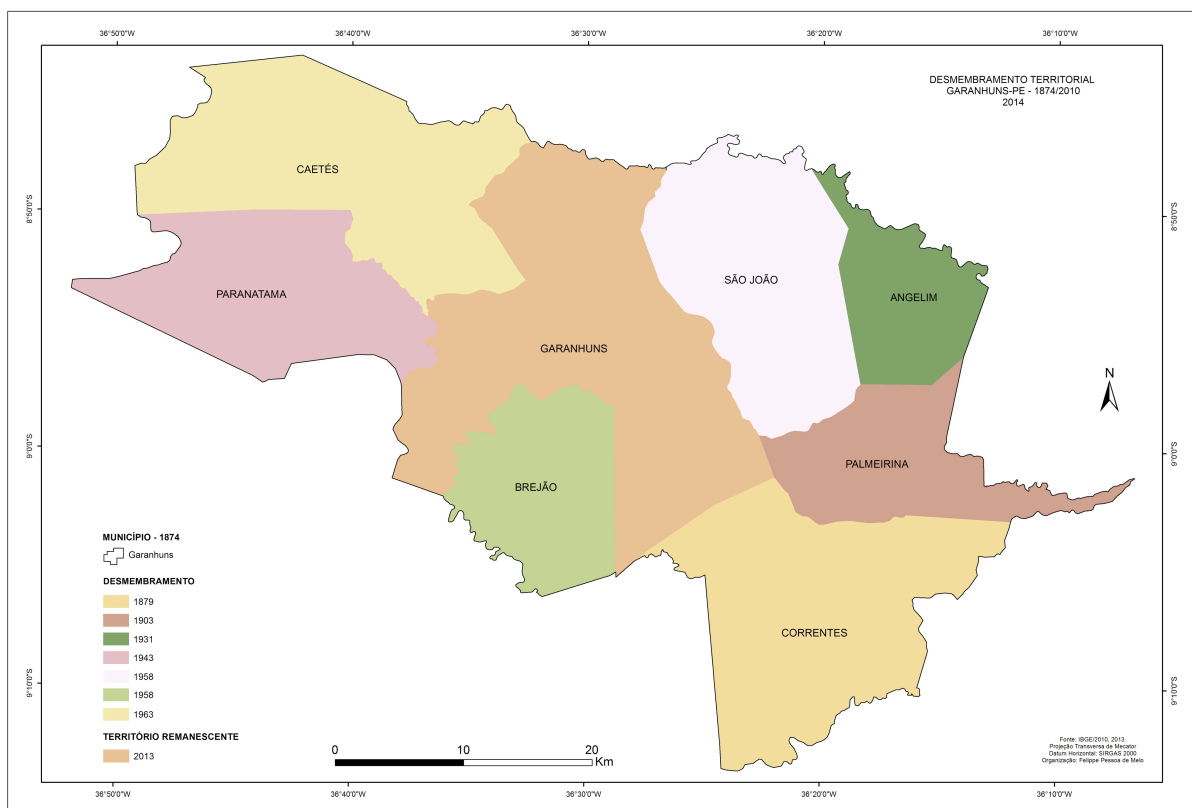 36°50'0"W
36°40'0"W
36°30'0"W
36°20'0"W
36°10'0"W
DESMEMBRAMENTO TERRITORIAL
GARANHUNS-PE - 1874/2010
2014
CAETÉS
8°50'0"S
8°50'0"S
PARANATAMA
SÃO JOÃO
ANGELIM
GARANHUNS
N
9°0'0"S
9°0'0"S
PALMEIRINA
BREJÃO
MUNICÍPIO - 1874
Garanhuns
DESMEMBRAMENTO
1879
1903
1931
1943
1958
1958
1963
CORRENTES
9°10'0"S
9°10'0"S
TERRITÓRIO REMANESCENTE
2013
0 10 20
Km
Fonte: IBGE/2010, 2013.
Projeção Transversa de Mecator
Datum Horizontal: SIRGAS 2000
Organização: Felippe Pessoa de Melo
36°50'0"W
36°40'0"W
36°30'0"W
36°20'0"W
36°10'0"W